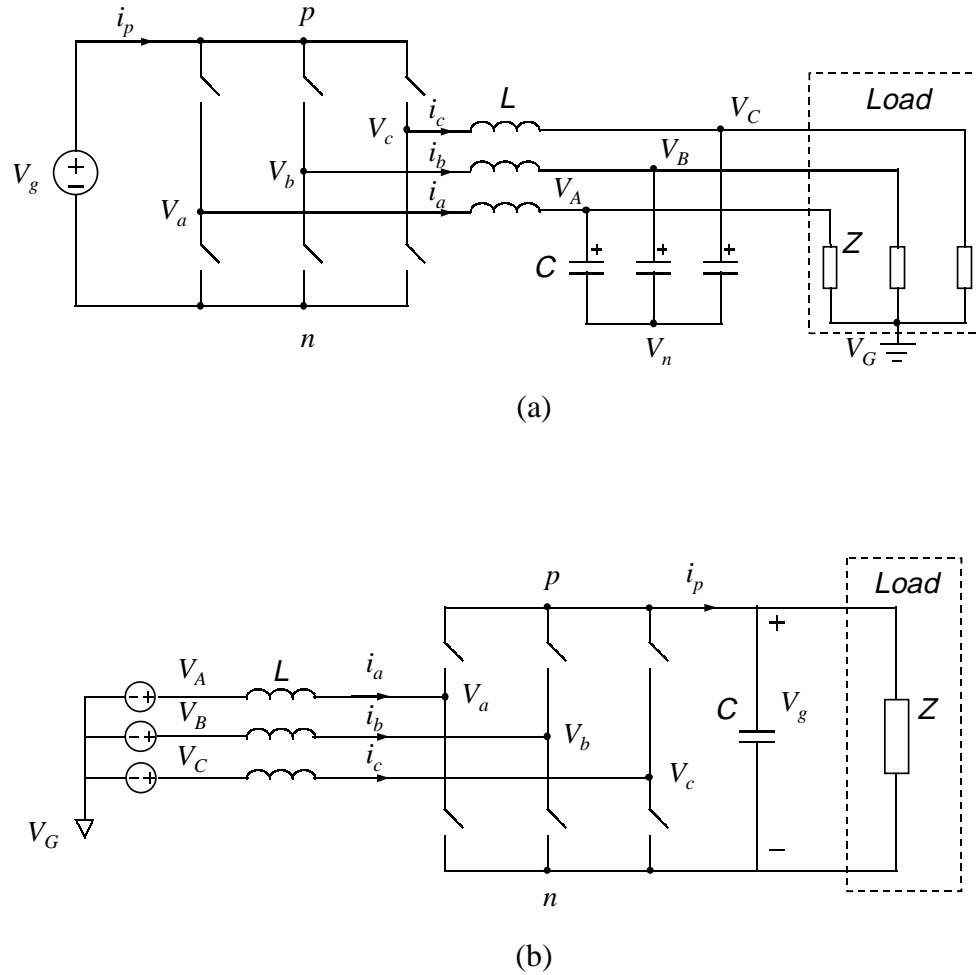 p
i_p
L
Load
i_c
V_C
V_c
V_g
i_b
V_B
V_b
V_A
i_a
V_a
C
Z
n
V_n
V_G
(a)
p
i_p
Load
V_A
L
i_a
V_a
V_B
i_b
C
V_g
Z
V_b
V_C
i_c
V_c
V_G
n
(b)